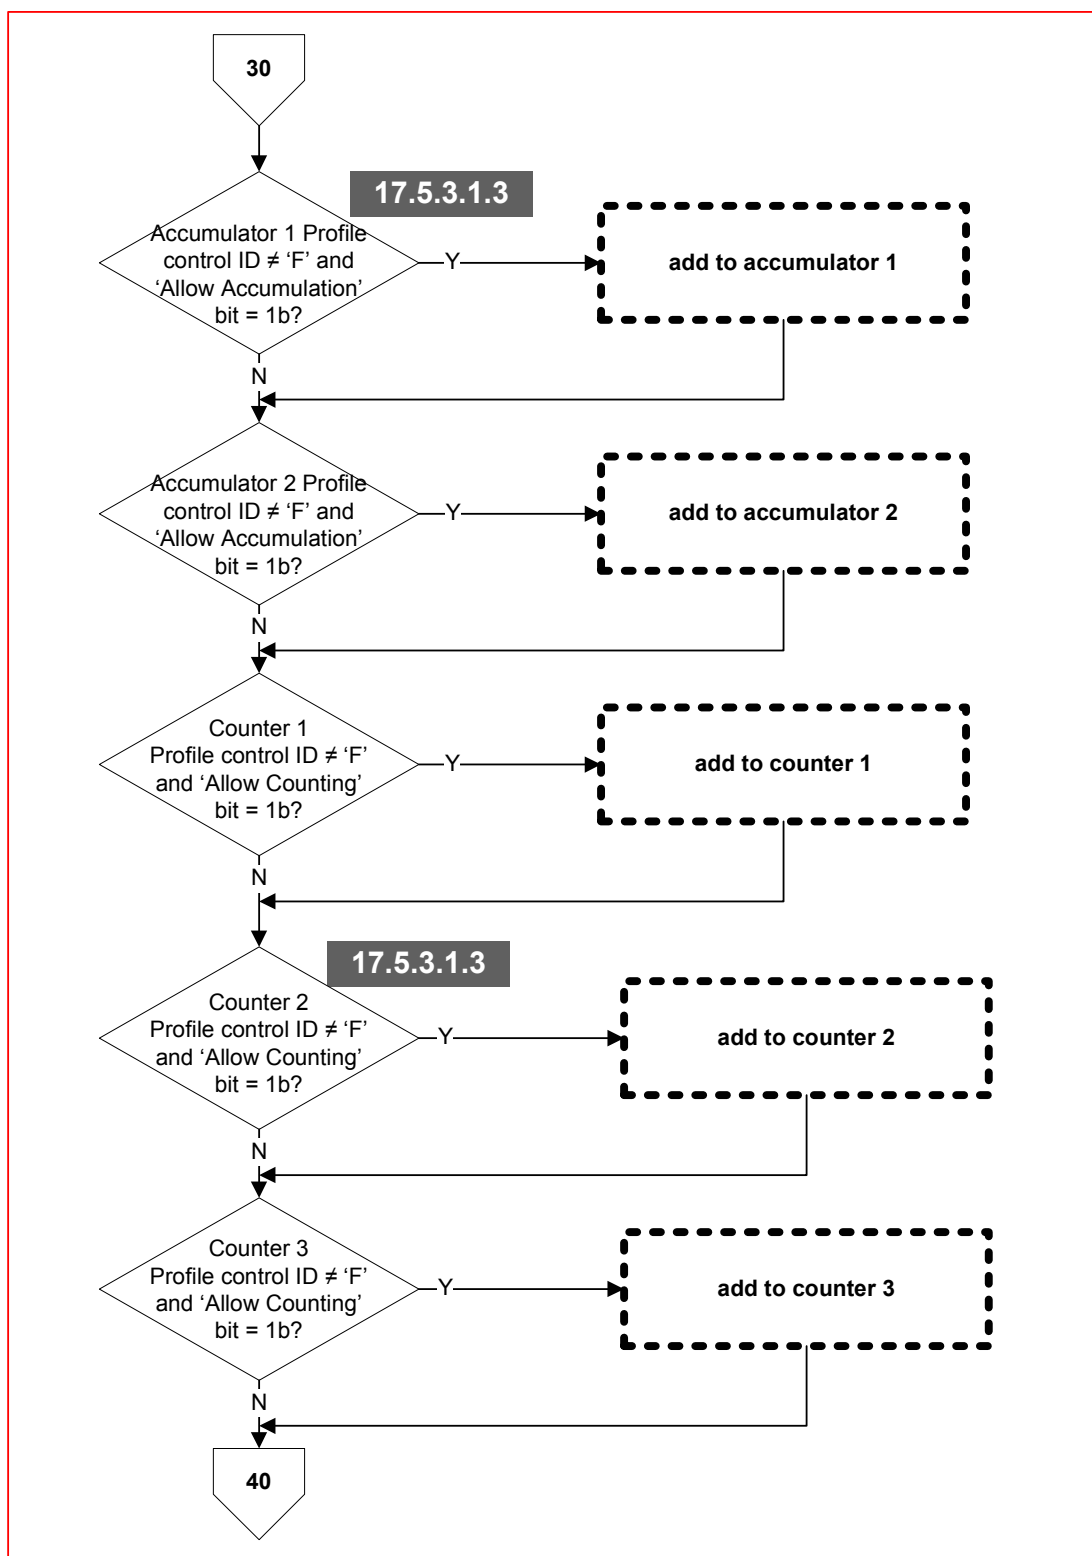 30
17.5.3.1.3
Accumulator 1 Profile
control ID ≠ ‘F’ and
‘Allow Accumulation’
bit = 1b?
Y
add to accumulator 1
N
Accumulator 2 Profile
control ID ≠ ‘F’ and
‘Allow Accumulation’
bit = 1b?
Y
add to accumulator 2
N
Counter 1
Profile control ID ≠ ‘F’
and ‘Allow Counting’
bit = 1b?
Y
add to counter 1
N
17.5.3.1.3
Counter 2
Profile control ID ≠ ‘F’
and ‘Allow Counting’
bit = 1b?
Y
add to counter 2
N
Counter 3
Profile control ID ≠ ‘F’
and ‘Allow Counting’
bit = 1b?
Y
add to counter 3
N
40